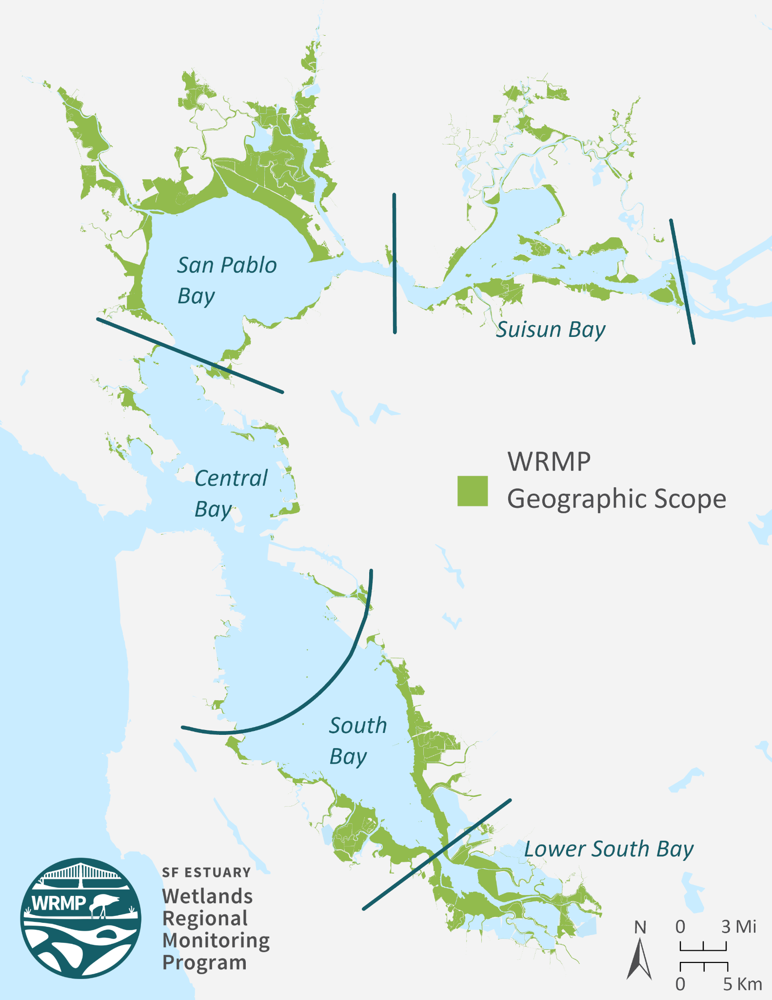 San Pablo
Bay
Suisun Bay
WRMP
Geographic Scope
Central
Bay
South
Bay
Lower South Bay
WRMP
SF ESTUARY
Wetlands
Regional
Monitoring
Program
N
0 3 Mi
0 5 Km